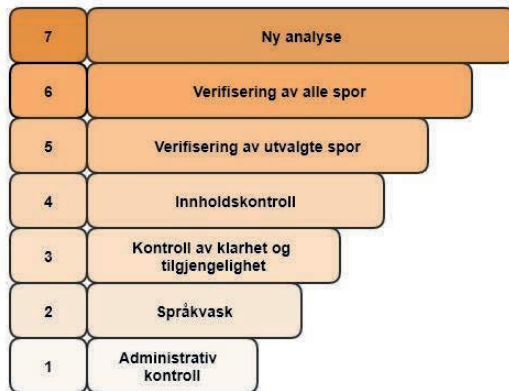 7 Ny analyse
6 Verifisering av alle spor
5 Verifisering av utvalgte spor
4 Innholdskontroll
3 Kontroll av klarhet og
tilgjengelighet
2 Språkvask
1 Administrativ
kontroll